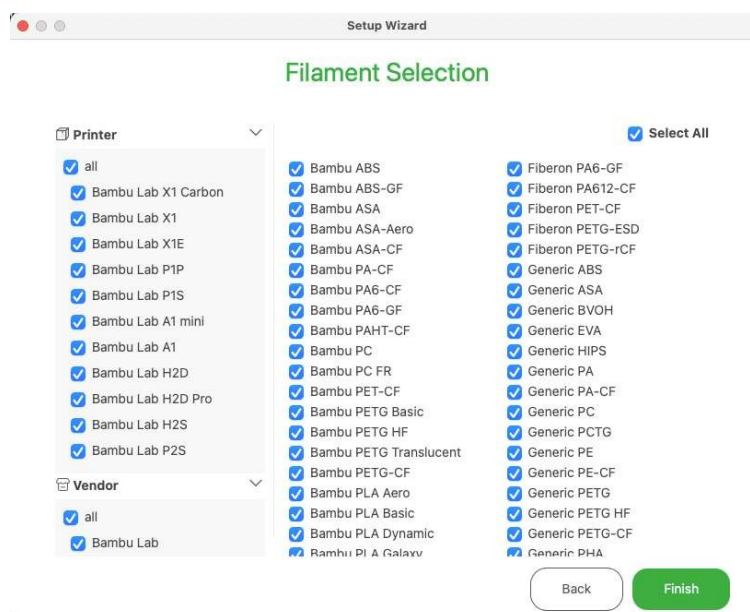 Setup Wizard
Filament Selection
Printer
all
Bambu Lab X1 Carbon
Bambu Lab X1
Bambu Lab X1E
Bambu Lab P1P
Bambu Lab P1S
Bambu Lab A1 mini
Bambu Lab A1
Bambu Lab H2D
Bambu Lab H2D Pro
Bambu Lab H2S
Bambu Lab P2S
Vendor
all
Bambu Lab
Select All
Bambu ABS
Bambu ABS-GF
Bambu ASA
Bambu ASA-Aero
Bambu ASA-CF
Bambu PA-CF
Bambu PA6-CF
Bambu PA6-GF
Bambu PAHT-CF
Bambu PC
Bambu PC FR
Bambu PET-CF
Bambu PETG Basic
Bambu PETG HF
Bambu PETG Translucent
Bambu PETG-CF
Bambu PLA Aero
Bambu PLA Basic
Bambu PLA Dynamic
Bambu PLA Galaxy
Fiberon PA6-GF
Fiberon PA612-CF
Fiberon PET-CF
Fiberon PETG-ESD
Fiberon PETG-rCF
Generic ABS
Generic ASA
Generic BVOH
Generic EVA
Generic HIPS
Generic PA
Generic PA-CF
Generic PC
Generic PCTG
Generic PE
Generic PE-CF
Generic PETG
Generic PETG HF
Generic PETG-CF
Generic PHA
Back
Finish